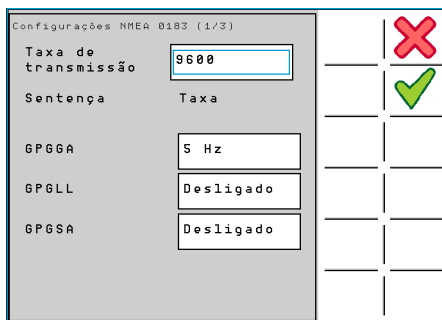 Configurações NMEA 0183 (1/3)
Taxa de
transmissão
9600
Sentença Taxa
GPGGA 5 Hz
GPGLL Desligado
GPGSA Desligado